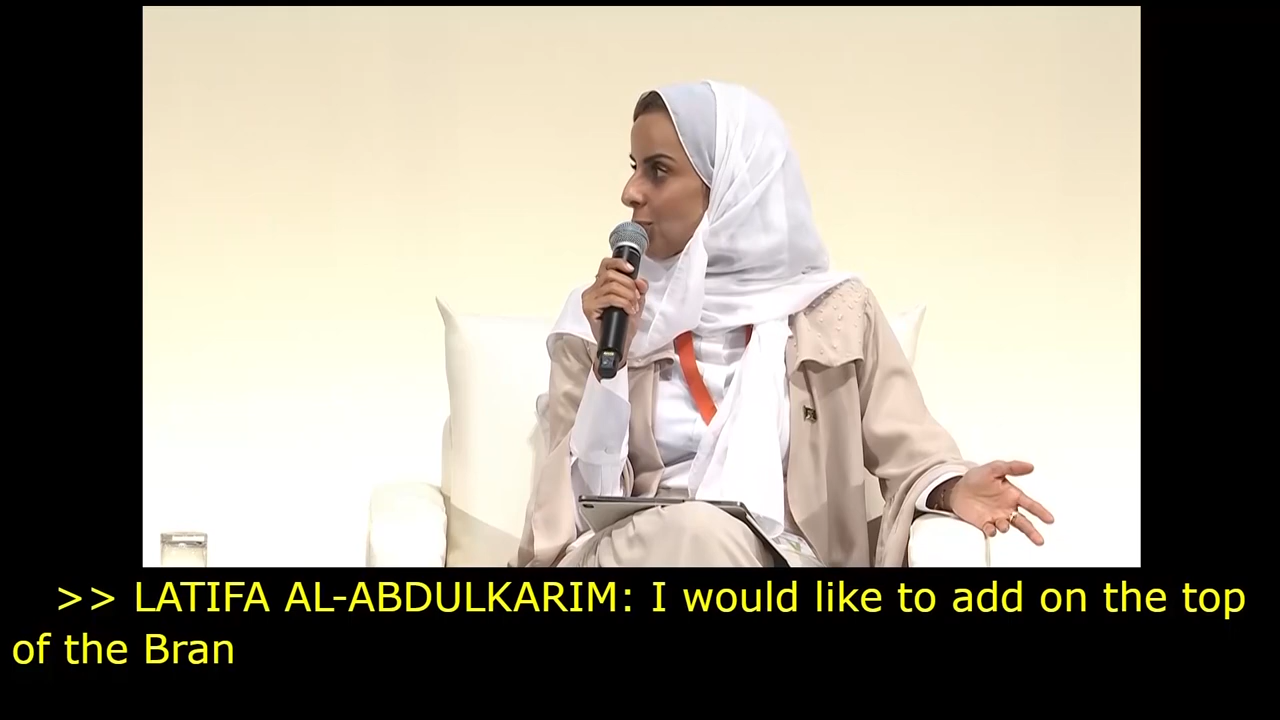 >> LATIFA AL-ABDULKARIM: I would like to add on the top
of the Bran